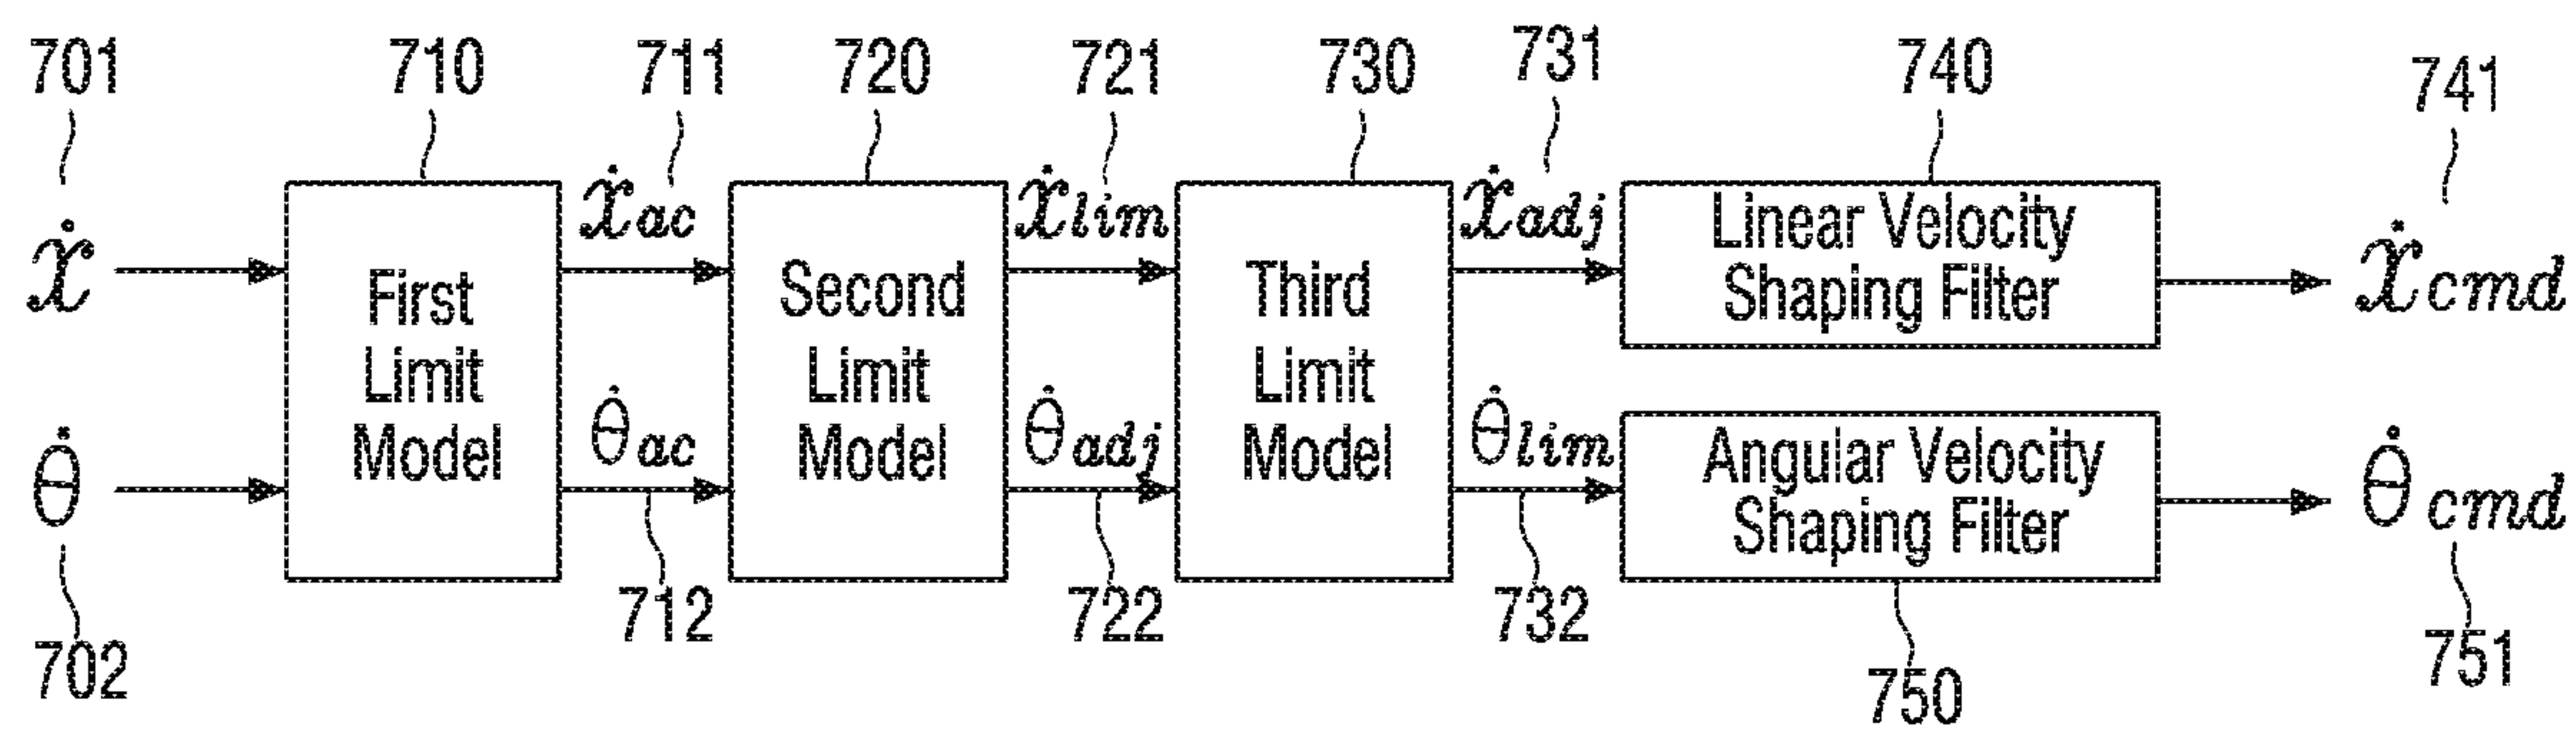 701 710 711 720 721 730 731 740 741
ẋ ẋac ẋlim ẋadj ẋcmd
First
Limit
Model
Second
Limit
Model
Third
Limit
Model
Linear Velocity
Shaping Filter
θ̇ θ̇ac θ̇adj θ̇lim θ̇cmd
Angular Velocity
Shaping Filter
702 712 722 732 750 751